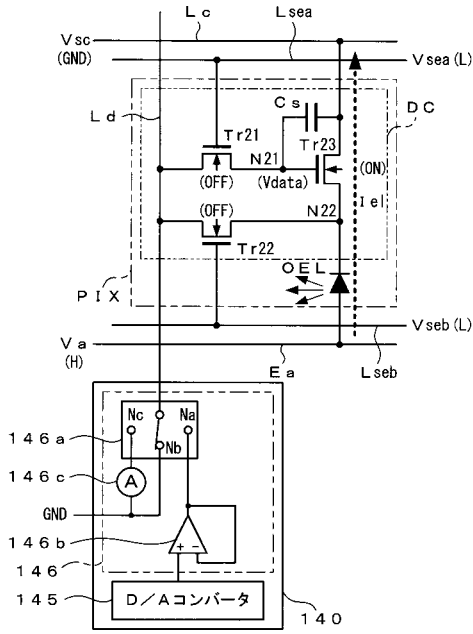 Lc
Lsea
Vsc
(GND)
Vsea(L)
Ld
Cs
DC
Tr21
N21
Tr23
(OFF)
(Vdata)
(ON)
(OFF)
N22
Iel
Tr22
OEL
PIX
Vseb(L)
Va
(H)
Ea
Lseb
Nc
Na
146a
Nb
146c
A
GND
146b
+ −
146
145
D/Aコンバータ
140